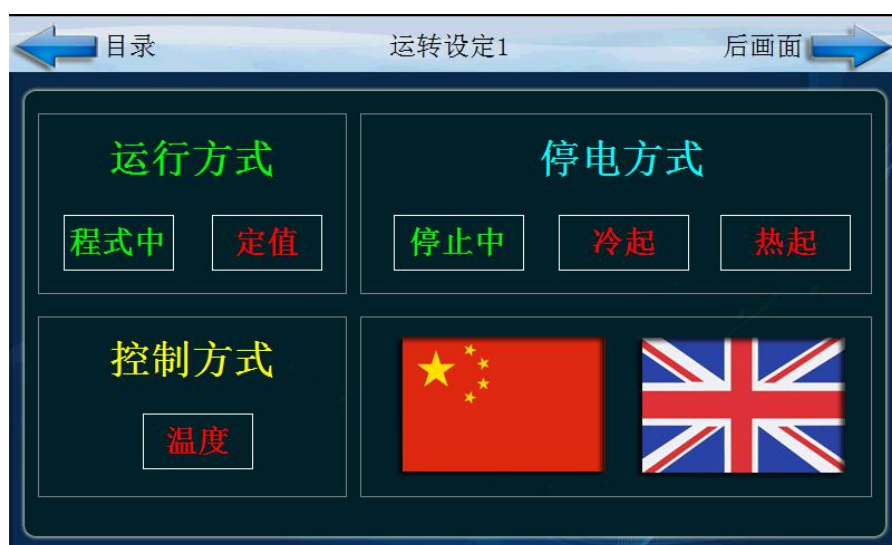 目录 运转设定1 后画面
运行方式 停电方式
程式中 定值 停止中 冷起 热起
控制方式
温度